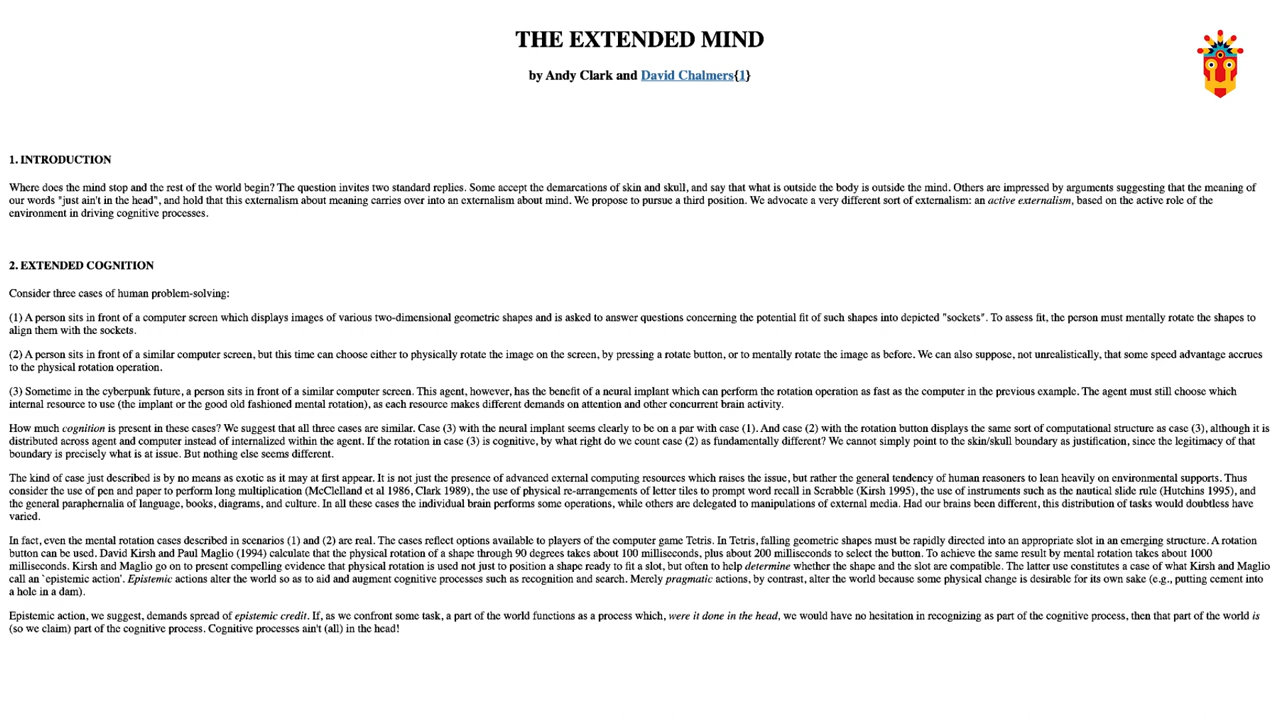 THE EXTENDED MIND
by Andy Clark and David Chalmers{1}
1. INTRODUCTION
Where does the mind stop and the rest of the world begin? The question invites two standard replies. Some accept the demarcations of skin and skull, and say that what is outside the body is outside the mind. Others are impressed by arguments suggesting that the meaning of
our words "just ain't in the head", and hold that this externalism about meaning carries over into an externalism about mind. We propose to pursue a third position. We advocate a very different sort of externalism: an active externalism, based on the active role of the
environment in driving cognitive processes.
2. EXTENDED COGNITION
Consider three cases of human problem-solving:
(1) A person sits in front of a computer screen which displays images of various two-dimensional geometric shapes and is asked to answer questions concerning the potential fit of such shapes into depicted "sockets". To assess fit, the person must mentally rotate the shapes to
align them with the sockets.
(2) A person sits in front of a similar computer screen, but this time can choose either to physically rotate the image on the screen, by pressing a rotate button, or to mentally rotate the image as before. We can also suppose, not unrealistically, that some speed advantage accrues
to the physical rotation operation.
(3) Sometime in the cyberpunk future, a person sits in front of a similar computer screen. This agent, however, has the benefit of a neural implant which can perform the rotation operation as fast as the computer in the previous example. The agent must still choose which
internal resource to use (the implant or the good old fashioned mental rotation), as each resource makes different demands on attention and other concurrent brain activity.
How much cognition is present in these cases? We suggest that all three cases are similar. Case (3) with the neural implant seems clearly to be on a par with case (1). And case (2) with the rotation button displays the same sort of computational structure as case (3), although it is
distributed across agent and computer instead of internalized within the agent. If the rotation in case (3) is cognitive, by what right do we count case (2) as fundamentally different? We cannot simply point to the skin/skull boundary as justification, since the legitimacy of that
boundary is precisely what is at issue. But nothing else seems different.
The kind of case just described is by no means as exotic as it may at first appear. It is not just the presence of advanced external computing resources which raises the issue, but rather the general tendency of human reasoners to lean heavily on environmental supports. Thus
consider the use of pen and paper to perform long multiplication (McClelland et al 1986, Clark 1989), the use of physical re-arrangements of letter tiles to prompt word recall in Scrabble (Kirsh 1995), the use of instruments such as the nautical slide rule (Hutchins 1995), and
the general paraphernalia of language, books, diagrams, and culture. In all these cases the individual brain performs some operations, while others are delegated to manipulations of external media. Had our brains been different, this distribution of tasks would doubtless have
varied.
In fact, even the mental rotation cases described in scenarios (1) and (2) are real. The cases reflect options available to players of the computer game Tetris. In Tetris, falling geometric shapes must be rapidly directed into an appropriate slot in an emerging structure. A rotation
button can be used. David Kirsh and Paul Maglio (1994) calculate that the physical rotation of a shape through 90 degrees takes about 100 milliseconds, plus about 200 milliseconds to select the button. To achieve the same result by mental rotation takes about 1000
milliseconds. Kirsh and Maglio go on to present compelling evidence that physical rotation is used not just to position a shape ready to fit a slot, but often to help determine whether the shape and the slot are compatible. The latter use constitutes a case of what Kirsh and Maglio
call an `epistemic action'. Epistemic actions alter the world so as to aid and augment cognitive processes such as recognition and search. Merely pragmatic actions, by contrast, alter the world because some physical change is desirable for its own sake (e.g., putting cement into
a hole in a dam).
Epistemic action, we suggest, demands spread of epistemic credit. If, as we confront some task, a part of the world functions as a process which, were it done in the head, we would have no hesitation in recognizing as part of the cognitive process, then that part of the world is
(so we claim) part of the cognitive process. Cognitive processes ain't (all) in the head!